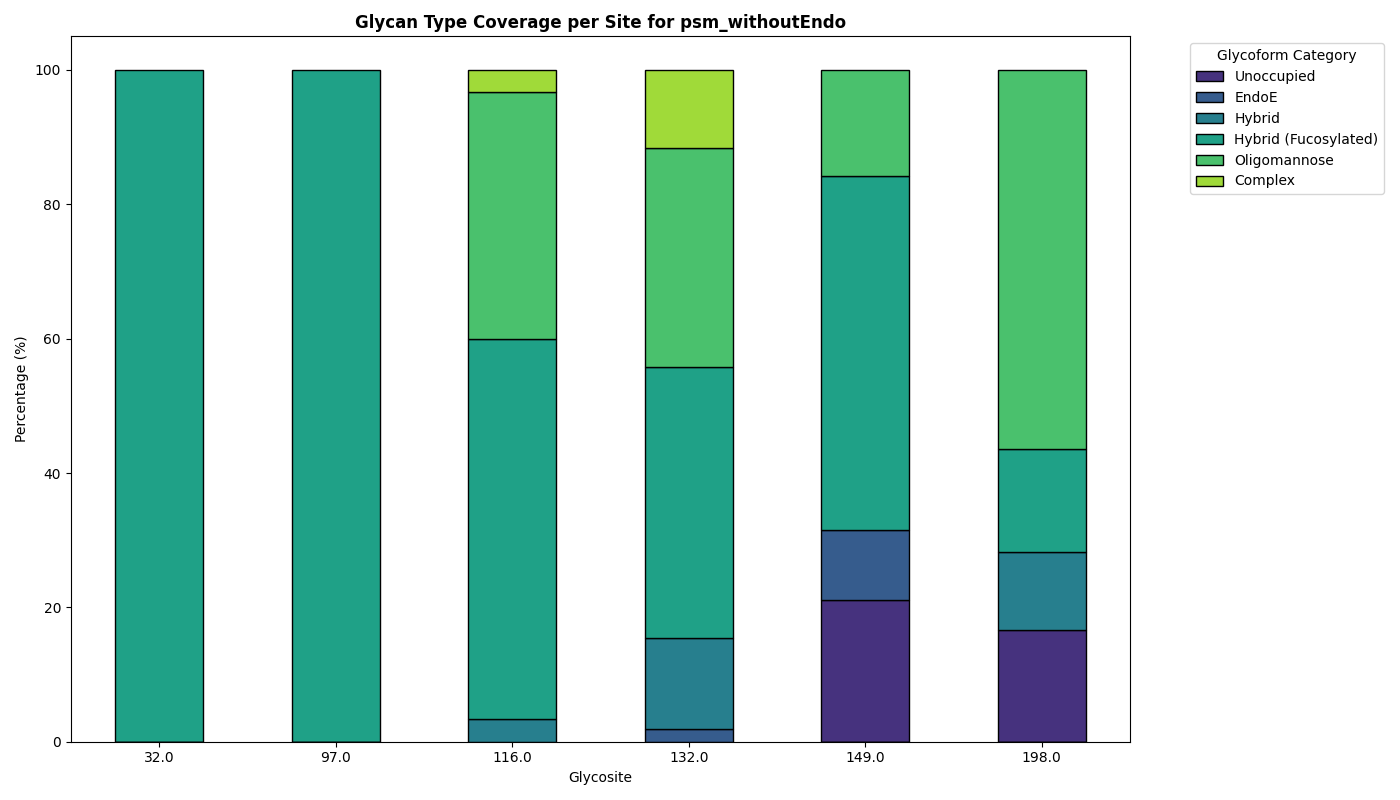 Glycan Type Coverage per Site for psm_withoutEndo
Glycoform Category
Unoccupied
EndoE
Hybrid
Hybrid (Fucosylated)
Oligomannose
Complex
Percentage (%)
100
80
60
40
20
0
32.0 97.0 116.0 132.0 149.0 198.0
Glycosite